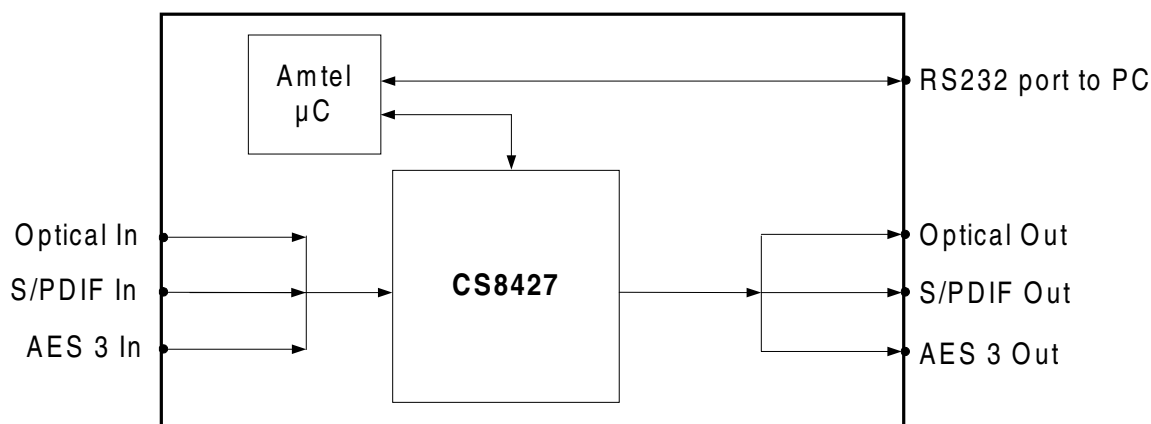 Amtel
µC
RS232 port to PC
Optical In
S/PDIF In
AES 3 In
CS8427
Optical Out
S/PDIF Out
AES 3 Out